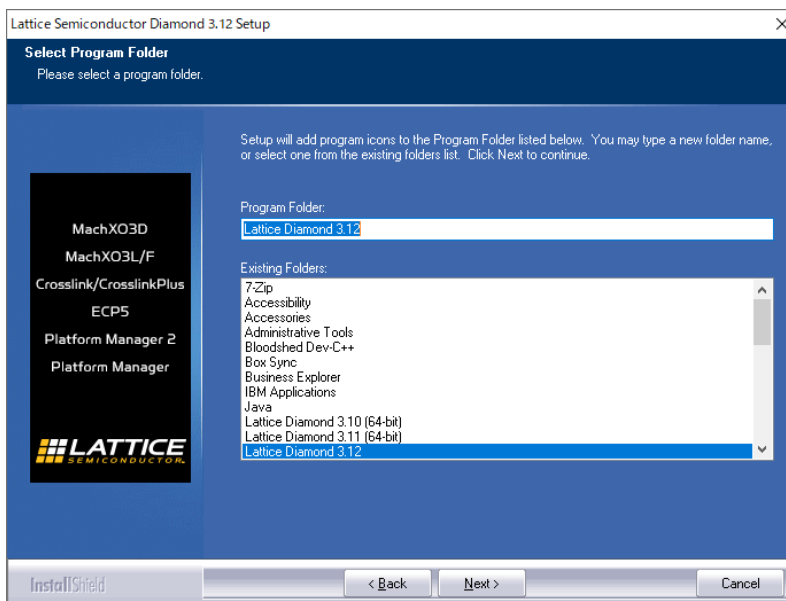 Lattice Semiconductor Diamond 3.12 Setup
Select Program Folder
Please select a program folder.
Setup will add program icons to the Program Folder listed below. You may type a new folder name,
or select one from the existing folders list. Click Next to continue.
Program Folder:
Lattice Diamond 3.12
Existing Folders:
7-Zip
Accessibility
Accessories
Administrative Tools
Bloodshed Dev-C++
Box Sync
Business Explorer
IBM Applications
Java
Lattice Diamond 3.10 (64-bit)
Lattice Diamond 3.11 (64-bit)
Lattice Diamond 3.12
MachXO3D
MachXO3L/F
Crosslink/CrosslinkPlus
ECP5
Platform Manager 2
Platform Manager
LATTICE
SEMICONDUCTOR.
InstallShield
< Back
Next >
Cancel